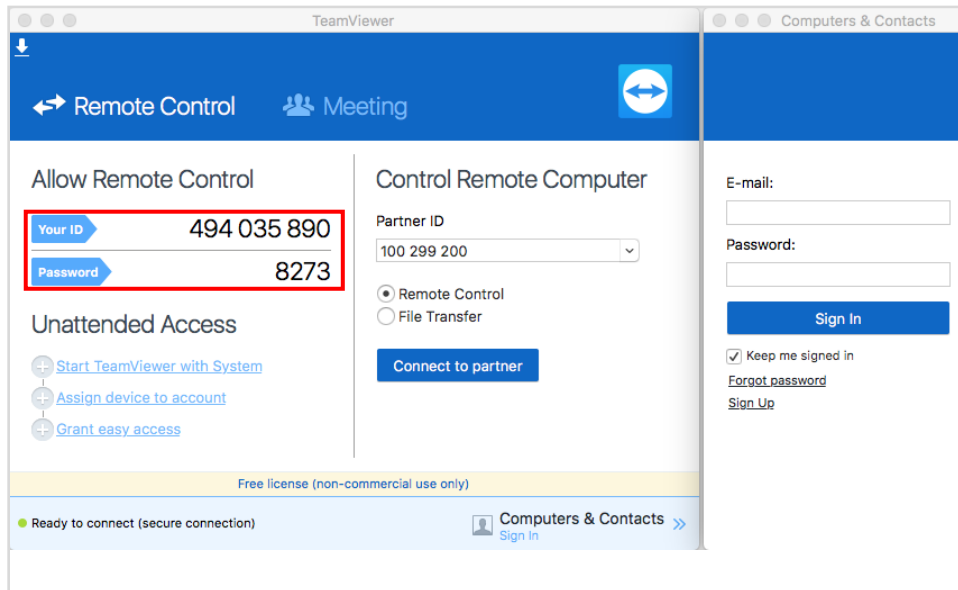 TeamViewer
Remote Control
Meeting
Allow Remote Control
Your ID
494 035 890
Password
8273
Unattended Access
Start TeamViewer with System
Assign device to account
Grant easy access
Control Remote Computer
Partner ID
100 299 200
Remote Control
File Transfer
Connect to partner
Free license (non-commercial use only)
Ready to connect (secure connection)
Computers & Contacts
Sign In
Computers & Contacts
E-mail:
Password:
Sign In
Keep me signed in
Forgot password
Sign Up